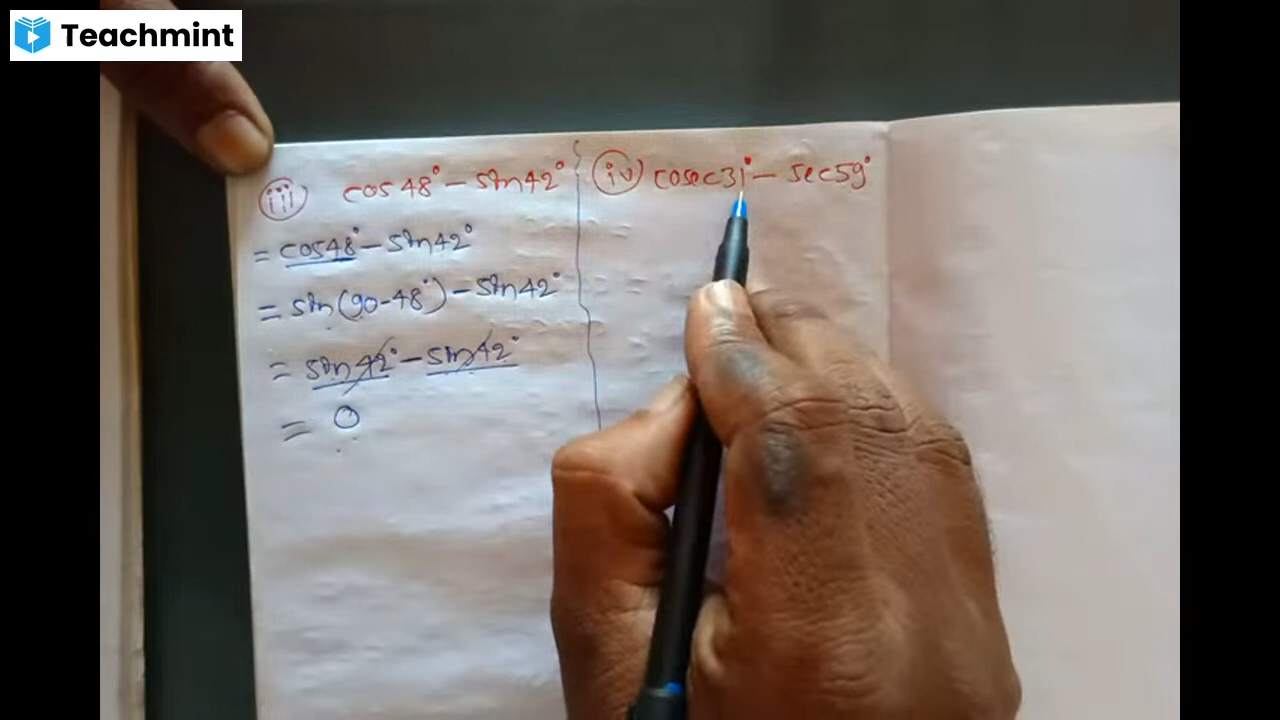 Teachmint
(iii) cos 48° - sin 42°
= cos 48° - sin 42°
= sin (90 - 48°) - sin 42°
= sin 42° - sin 42°
= 0
(iv) cosec 31° - sec 59°